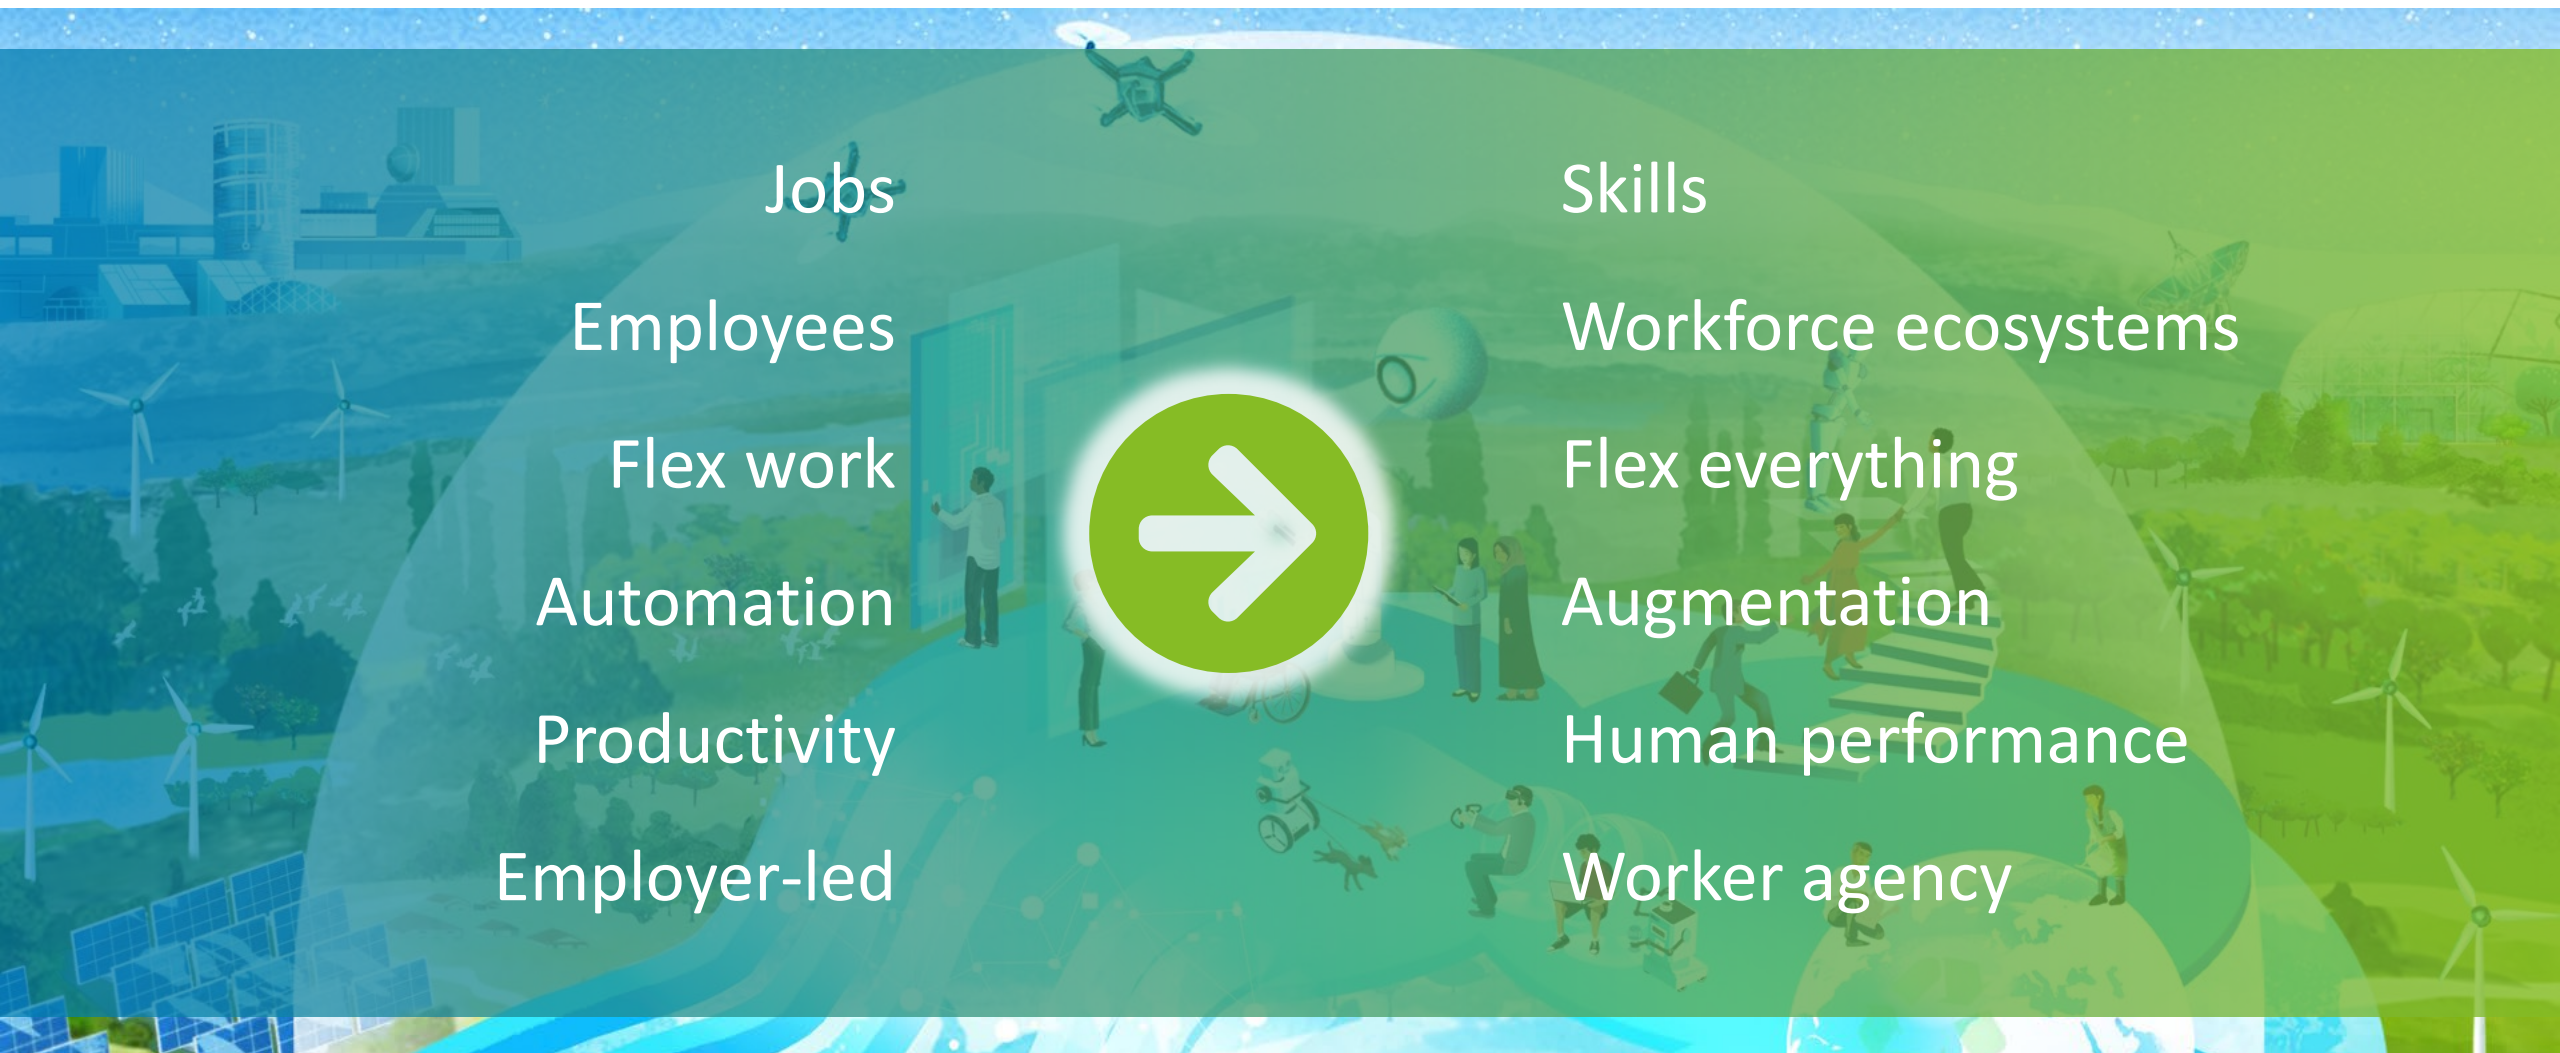 Jobs
Skills
Employees
Workforce ecosystems
Flex work
Flex everything
Automation
Augmentation
Productivity
Human performance
Employer-led
Worker agency